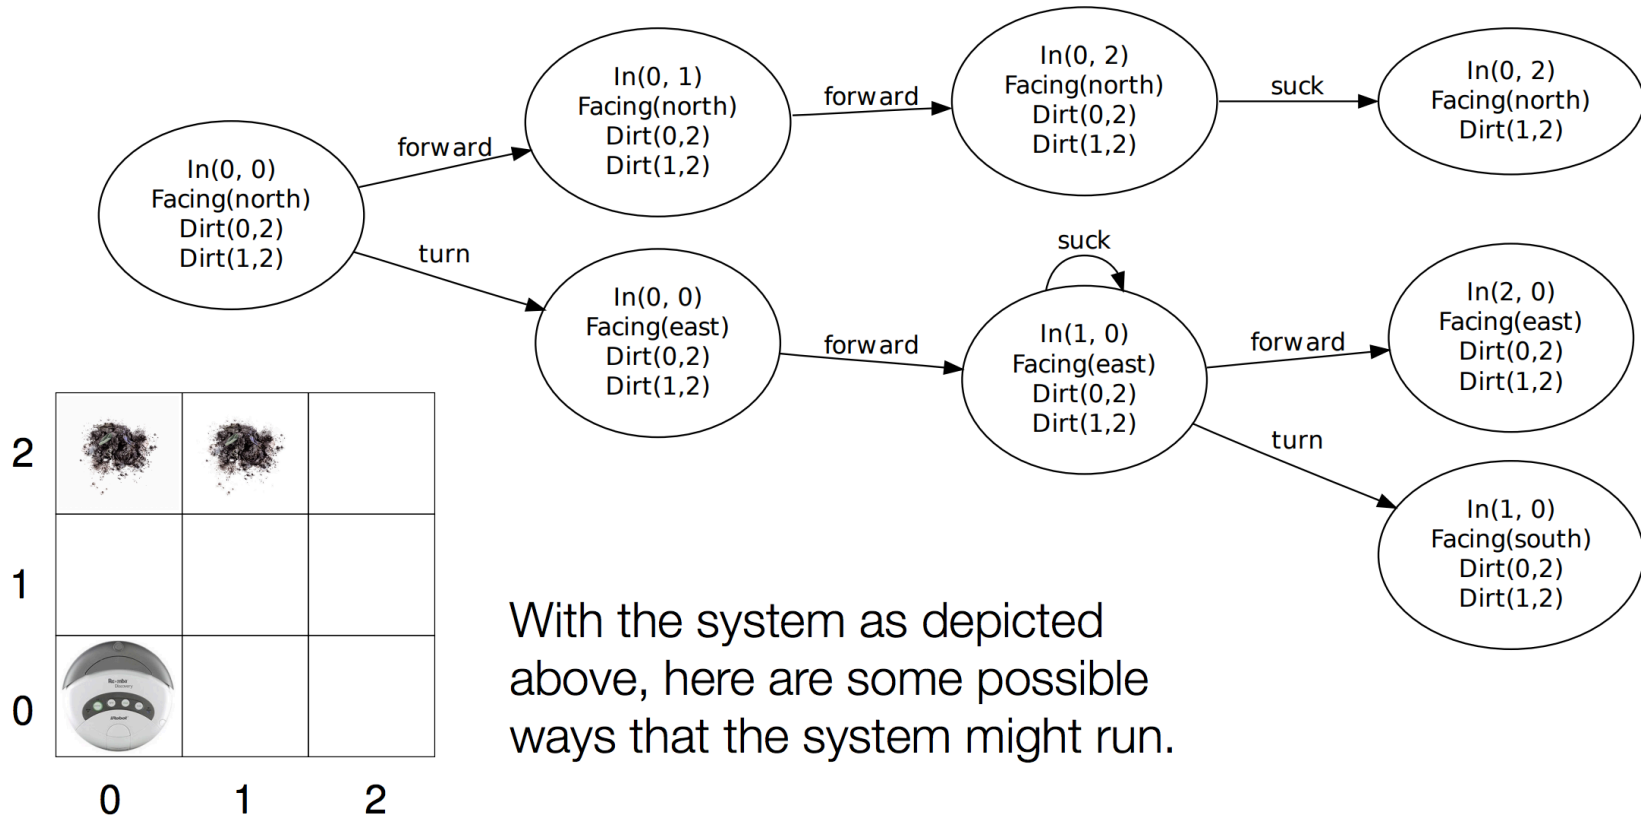 In(0, 0)
Facing(north)
Dirt(0,2)
Dirt(1,2)
forward
In(0, 1)
Facing(north)
Dirt(0,2)
Dirt(1,2)
forward
In(0, 2)
Facing(north)
Dirt(0,2)
Dirt(1,2)
suck
In(0, 2)
Facing(north)
Dirt(1,2)
turn
In(0, 0)
Facing(east)
Dirt(0,2)
Dirt(1,2)
forward
suck
In(1, 0)
Facing(east)
Dirt(0,2)
Dirt(1,2)
forward
In(2, 0)
Facing(east)
Dirt(0,2)
Dirt(1,2)
turn
In(1, 0)
Facing(south)
Dirt(0,2)
Dirt(1,2)
2
1
0
0 1 2
With the system as depicted
above, here are some possible
ways that the system might run.